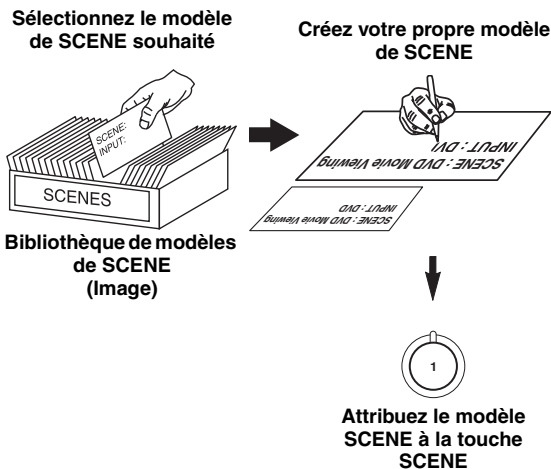 Sélectionnez le modèle
de SCENE souhaité
SCENE:
INPUT:
SCENES
Bibliothèque de modèles
de SCENE
(Image)
Créez votre propre modèle
de SCENE
SCENE : DVD Movie Viewing
INPUT : DV
SCENE : DVD Movie Viewing
INPUT : DVD
1
Attribuez le modèle
SCENE à la touche
SCENE